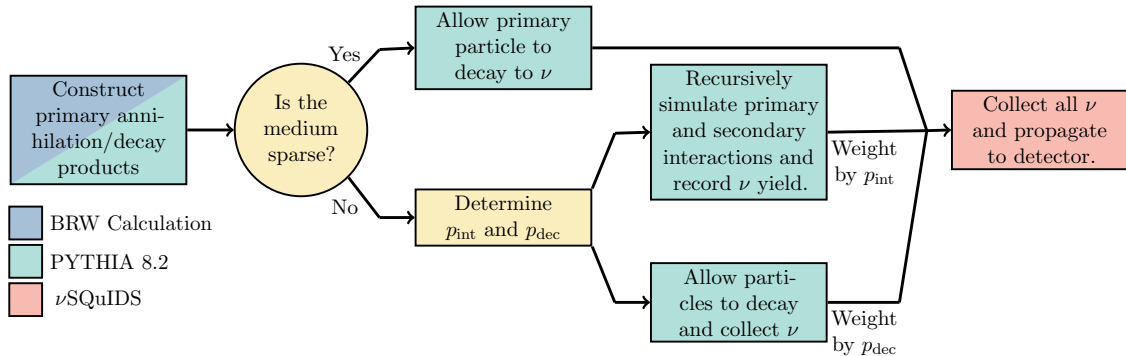 Construct
primary anni-
hilation/decay
products
Is the
medium
sparse?
Yes
No
Allow primary
particle to
decay to ν
Determine
p_int and p_dec
Recursively
simulate primary
and secondary
interactions and
record ν yield.
Weight
by p_int
Allow parti-
cles to decay
and collect ν
Weight
by p_dec
Collect all ν
and propagate
to detector.
BRW Calculation
PYTHIA 8.2
νSQuIDS